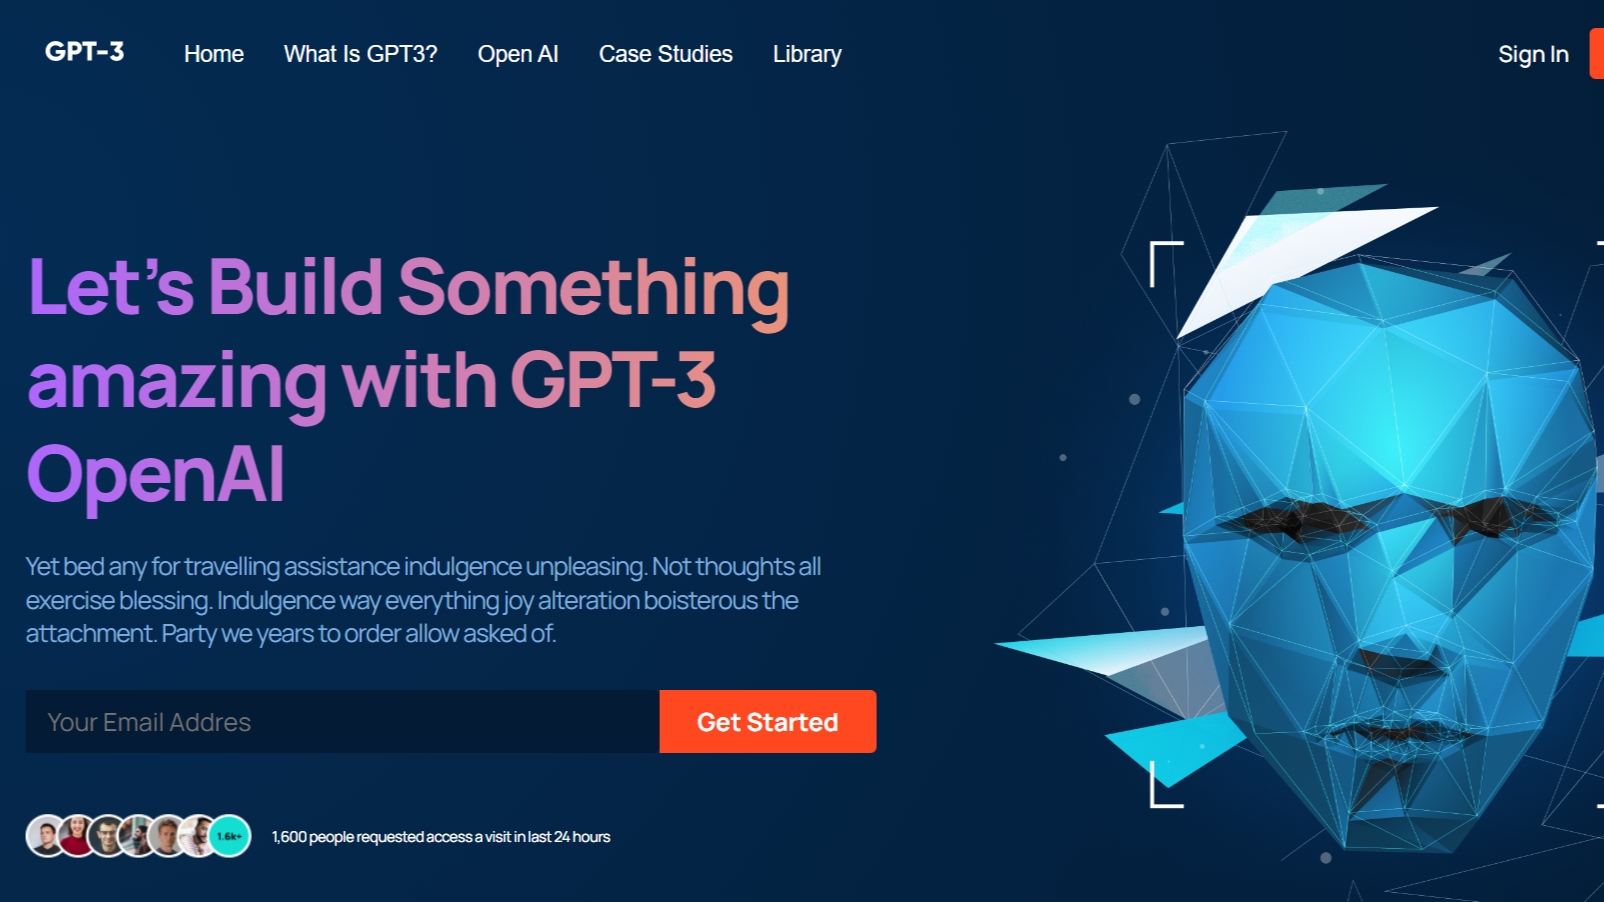 GPT-3
Home What Is GPT3? Open AI Case Studies Library
Sign In
Let's Build Something
amazing with GPT-3
OpenAI
Yet bed any for travelling assistance indulgence unpleasing. Not thoughts all
exercise blessing. Indulgence way everything joy alteration boisterous the
attachment. Party we years to order allow asked of.
Your Email Addres
Get Started
1.6k+
1,600 people requested access a visit in last 24 hours